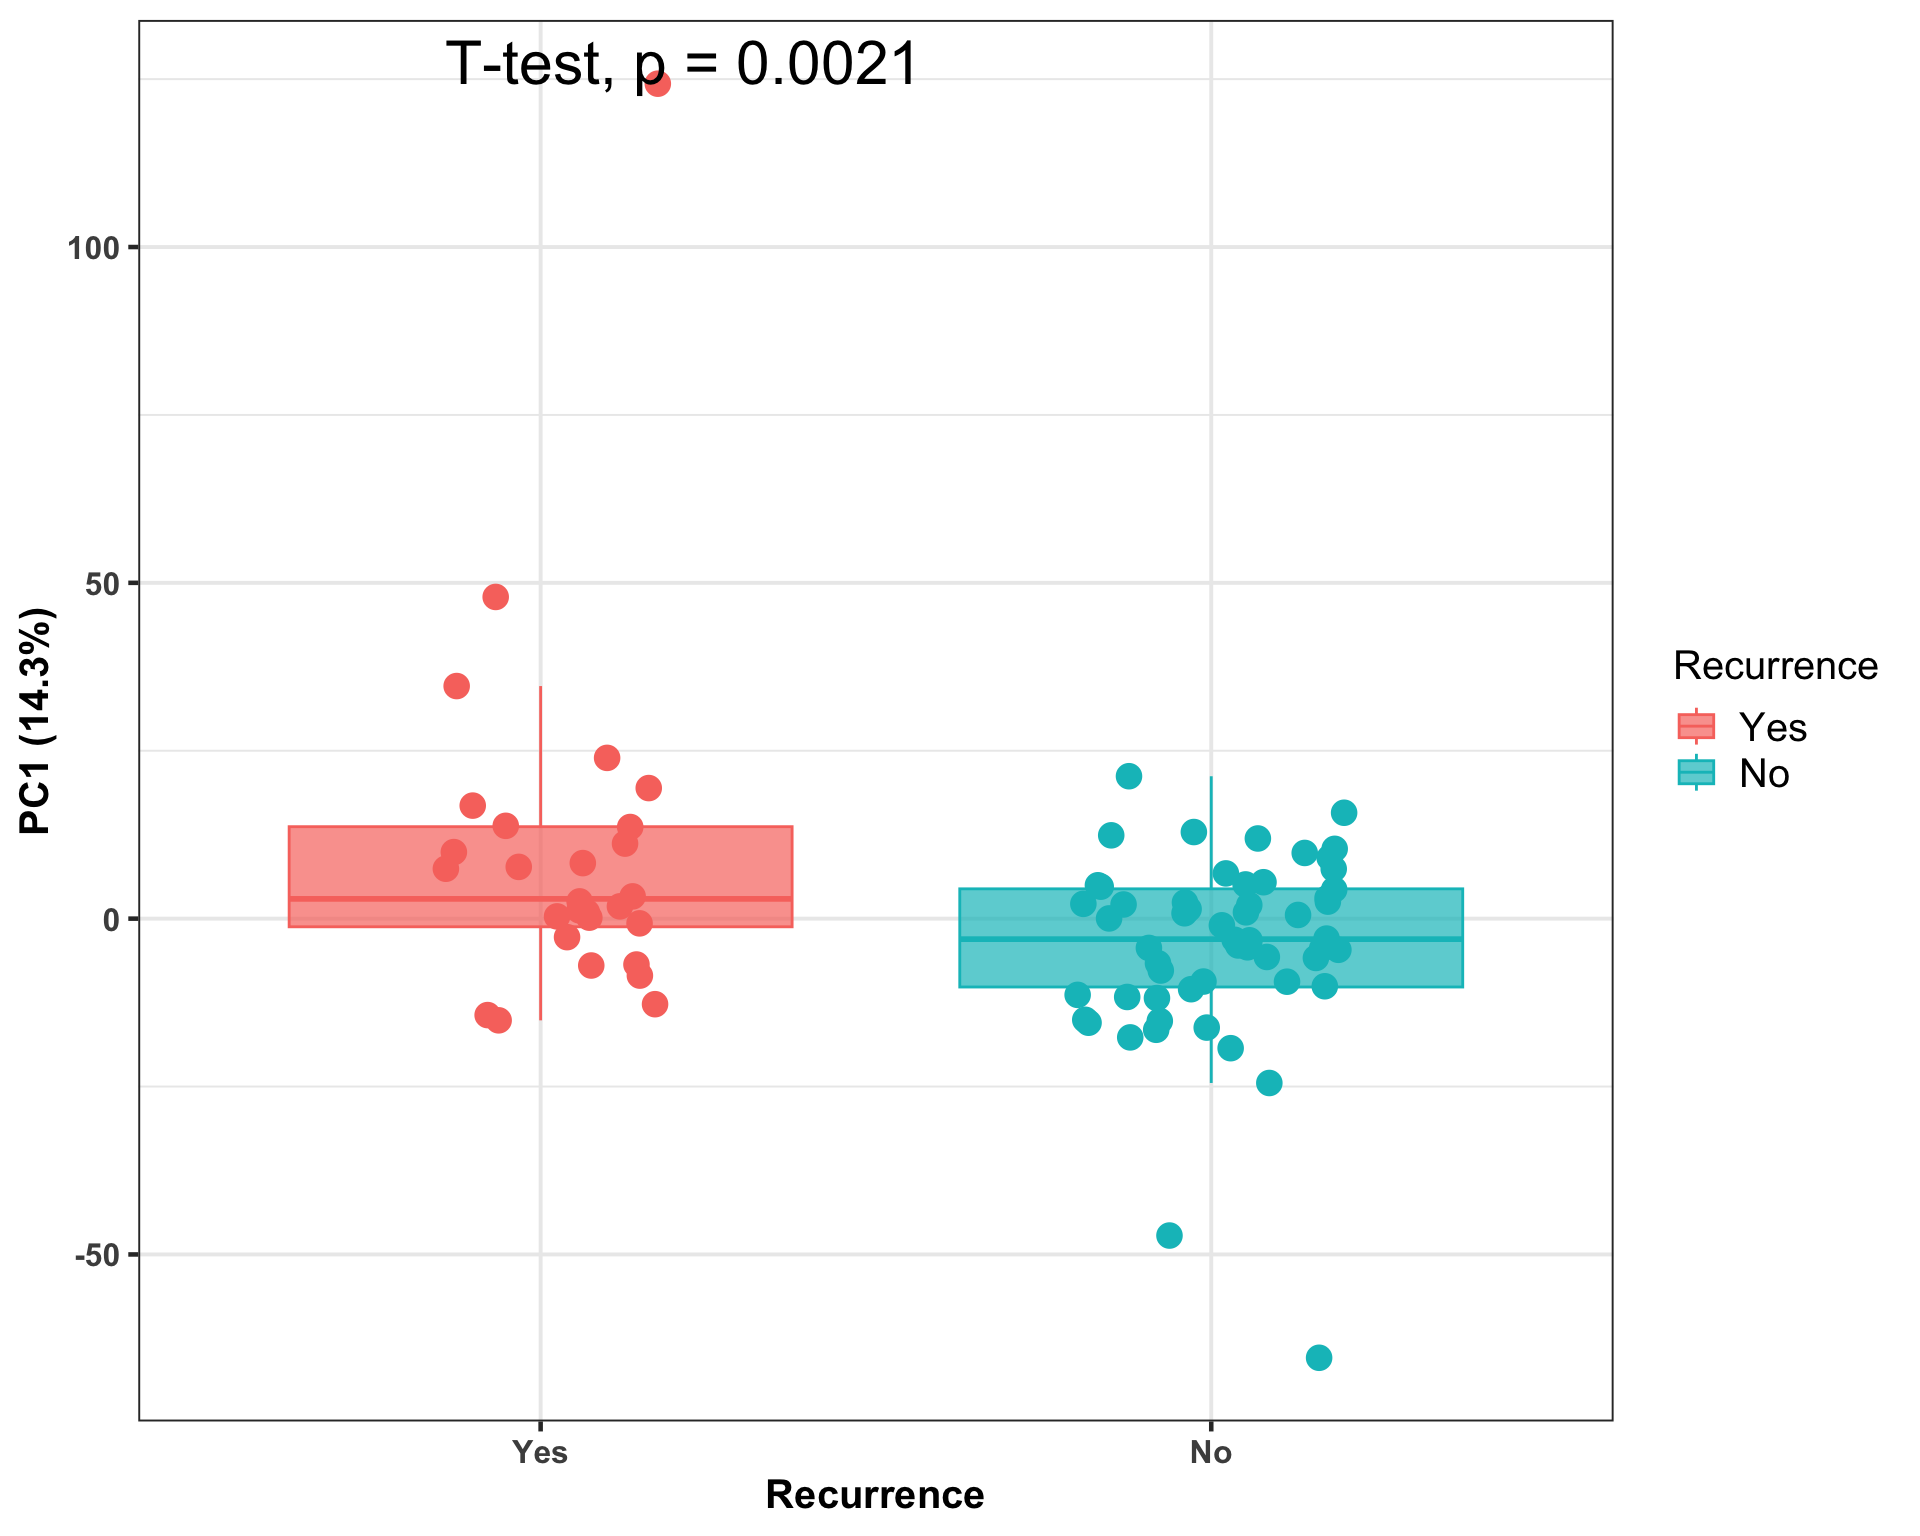 T-test, p = 0.0021
100
50
0
-50
PC1 (14.3%)
Yes
No
Recurrence
Recurrence
Yes
No